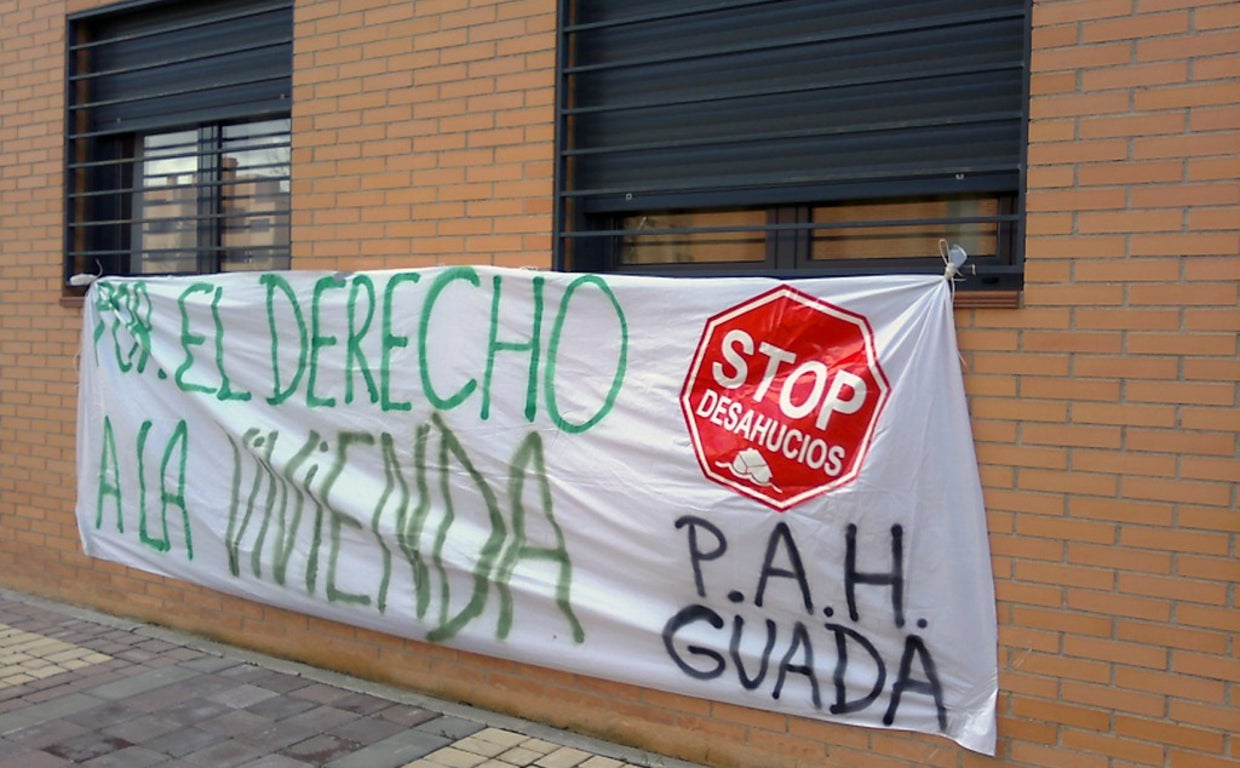 POR EL DERECHO
A LA ViViENDA
STOP
DESAHUCIOS
P.A.H.
GUADA